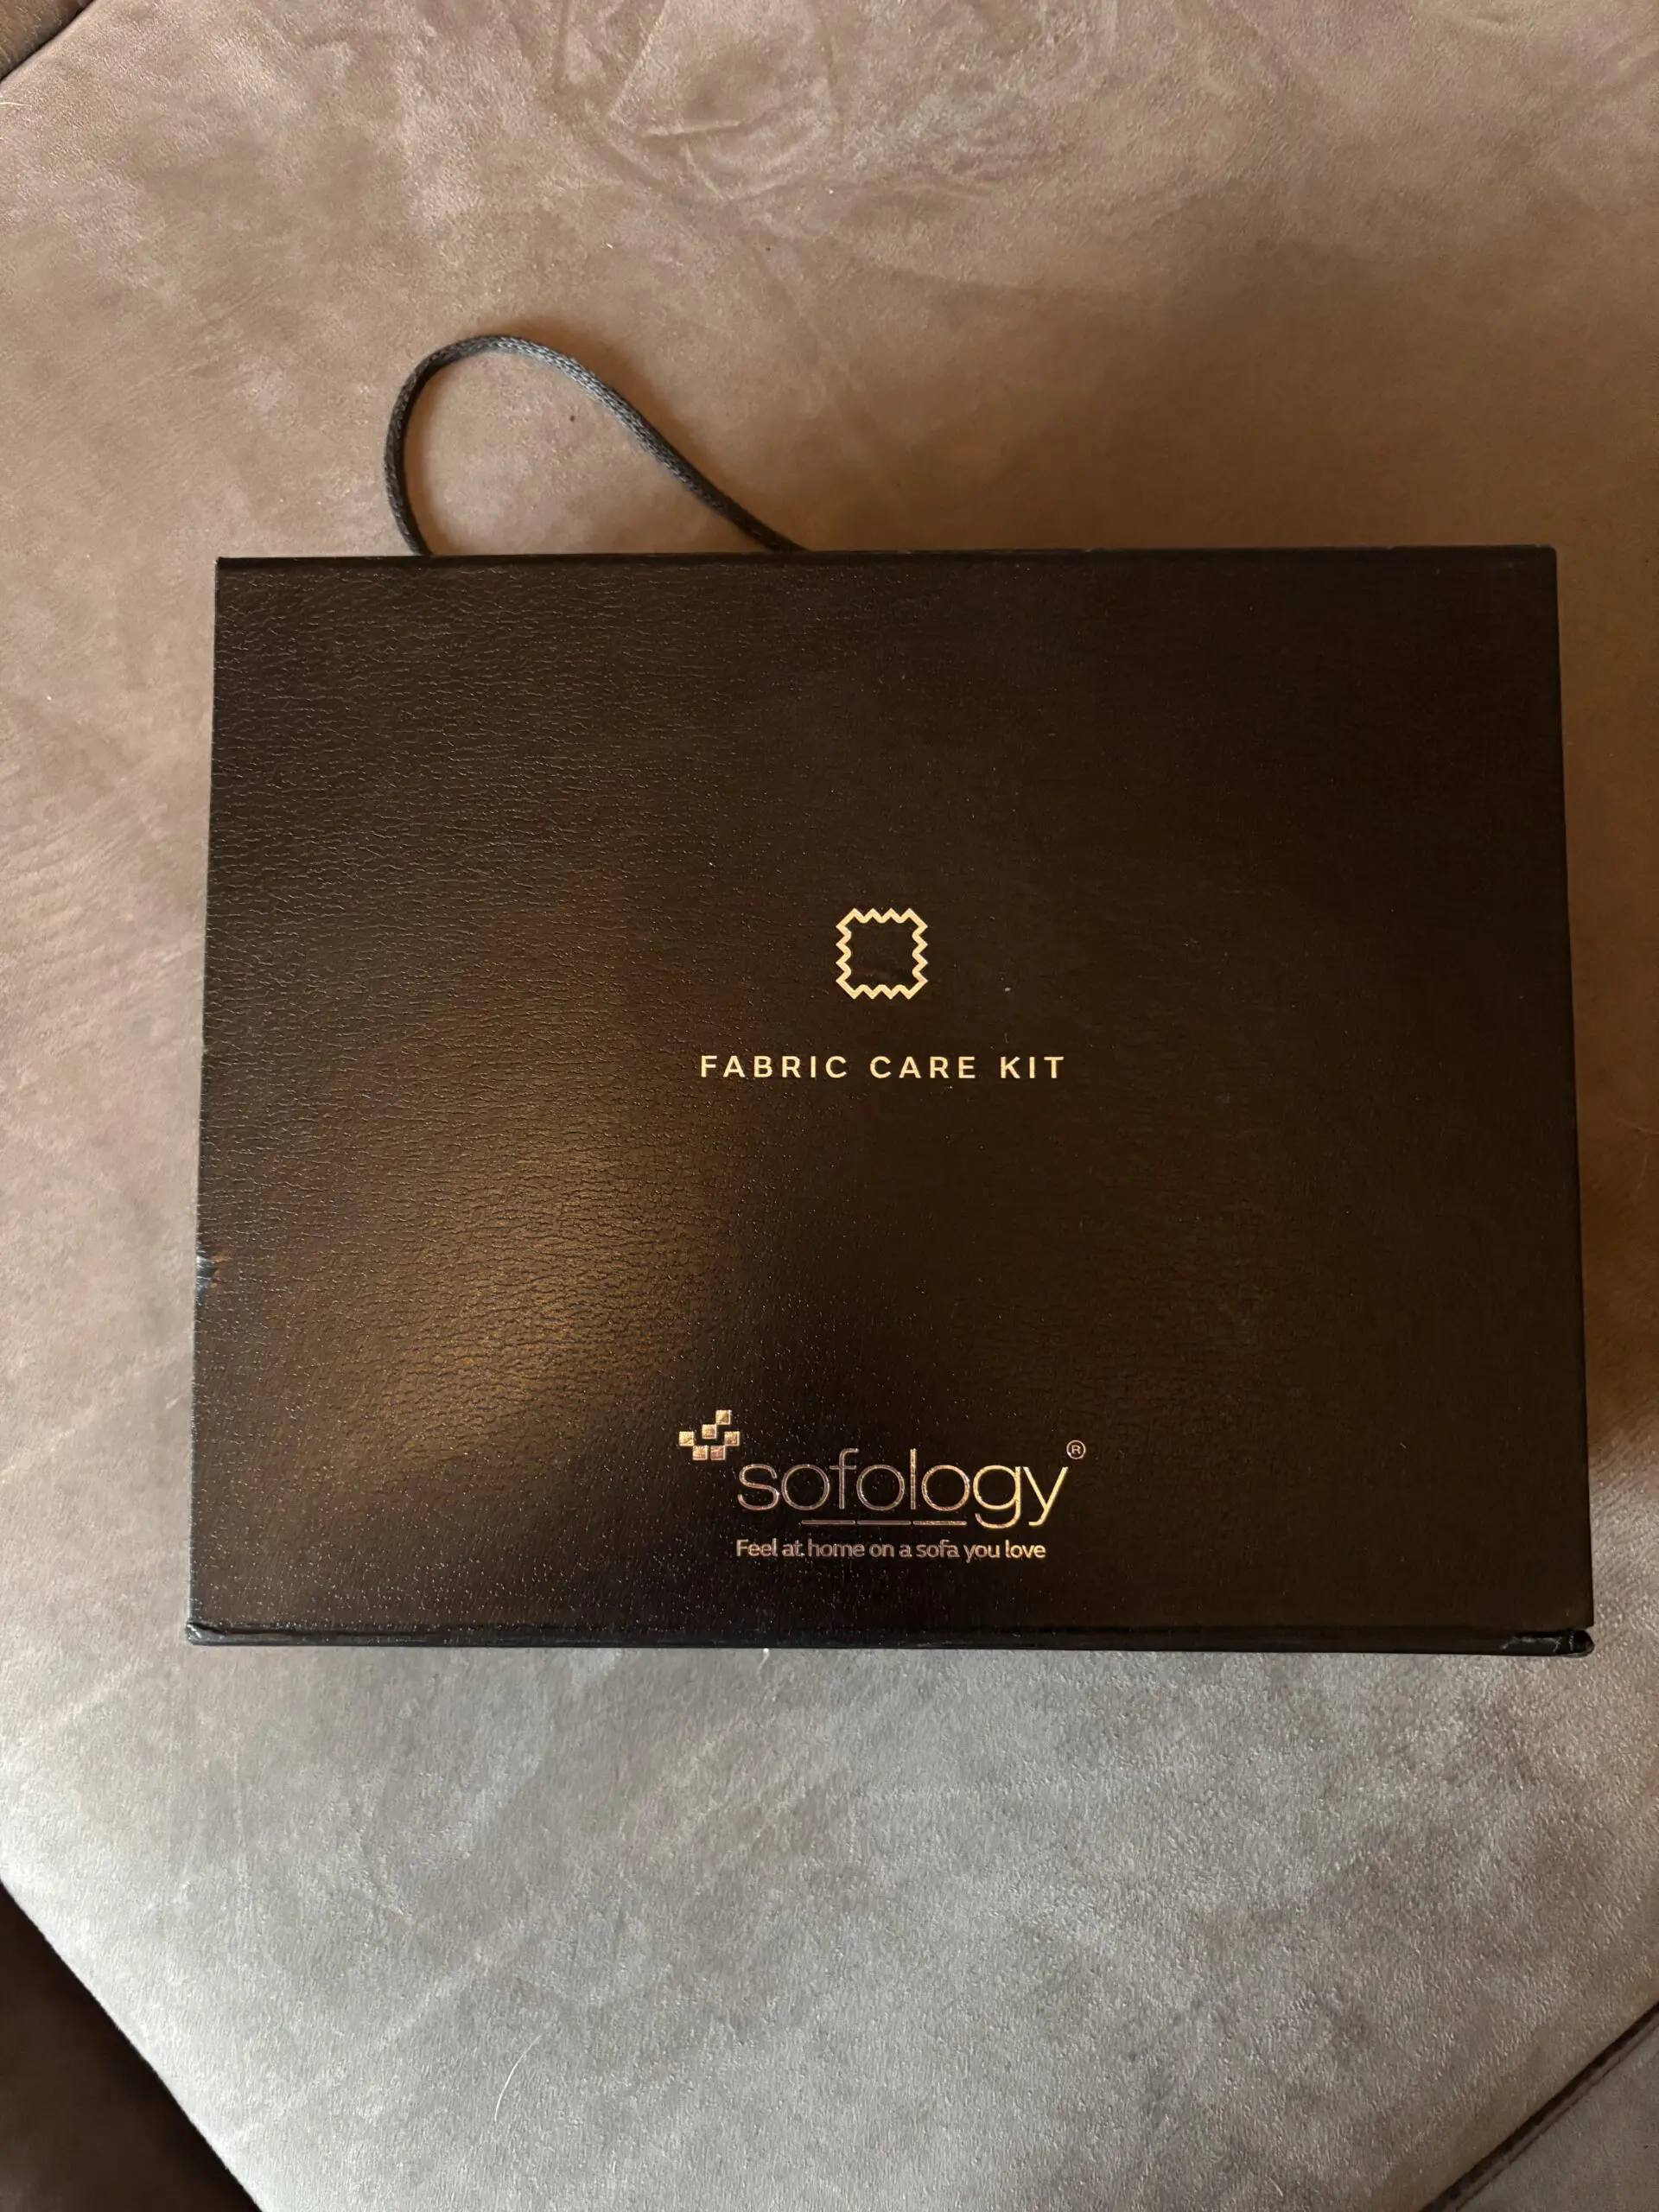 FABRIC CARE KIT
sofology®
Feel at home on a sofa you love